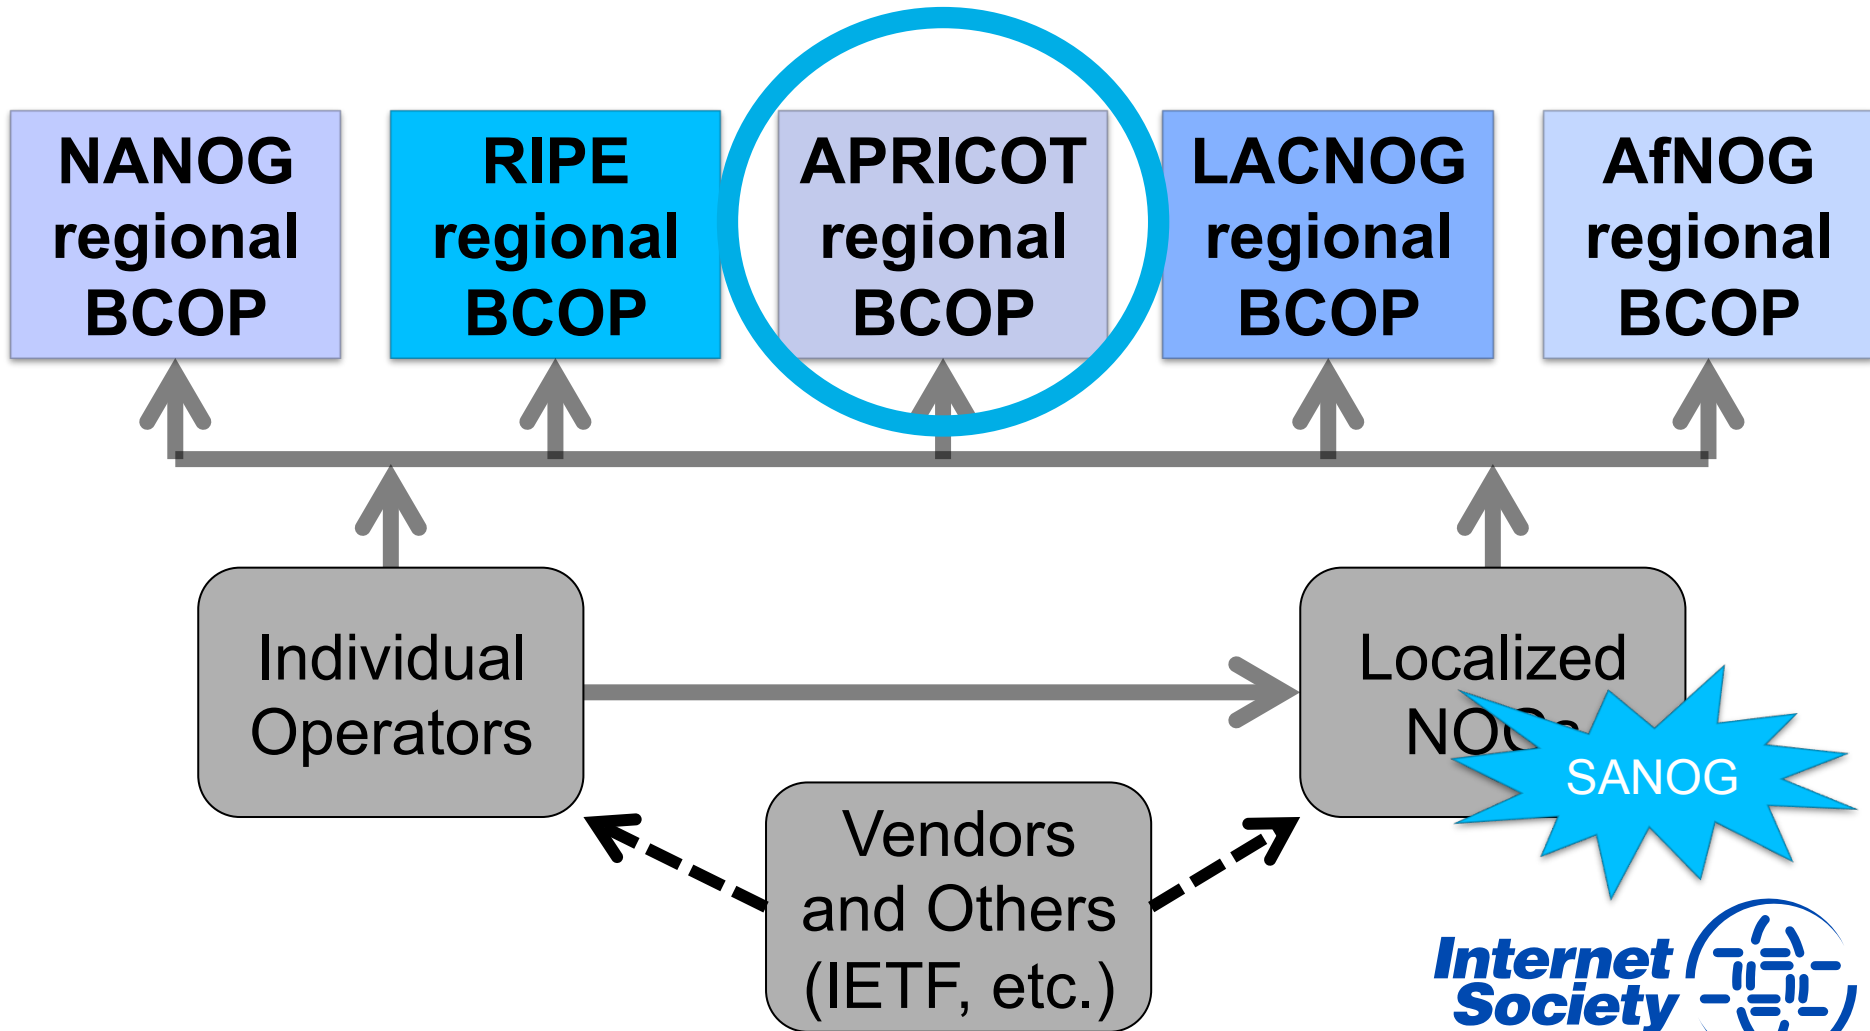 NANOG
regional
BCOP
RIPE
regional
BCOP
APRICOT
regional
BCOP
LACNOG
regional
BCOP
AfNOG
regional
BCOP
Individual
Operators
Localized
SANOG
Vendors
and Others
(IETF, etc.)
Internet
Society